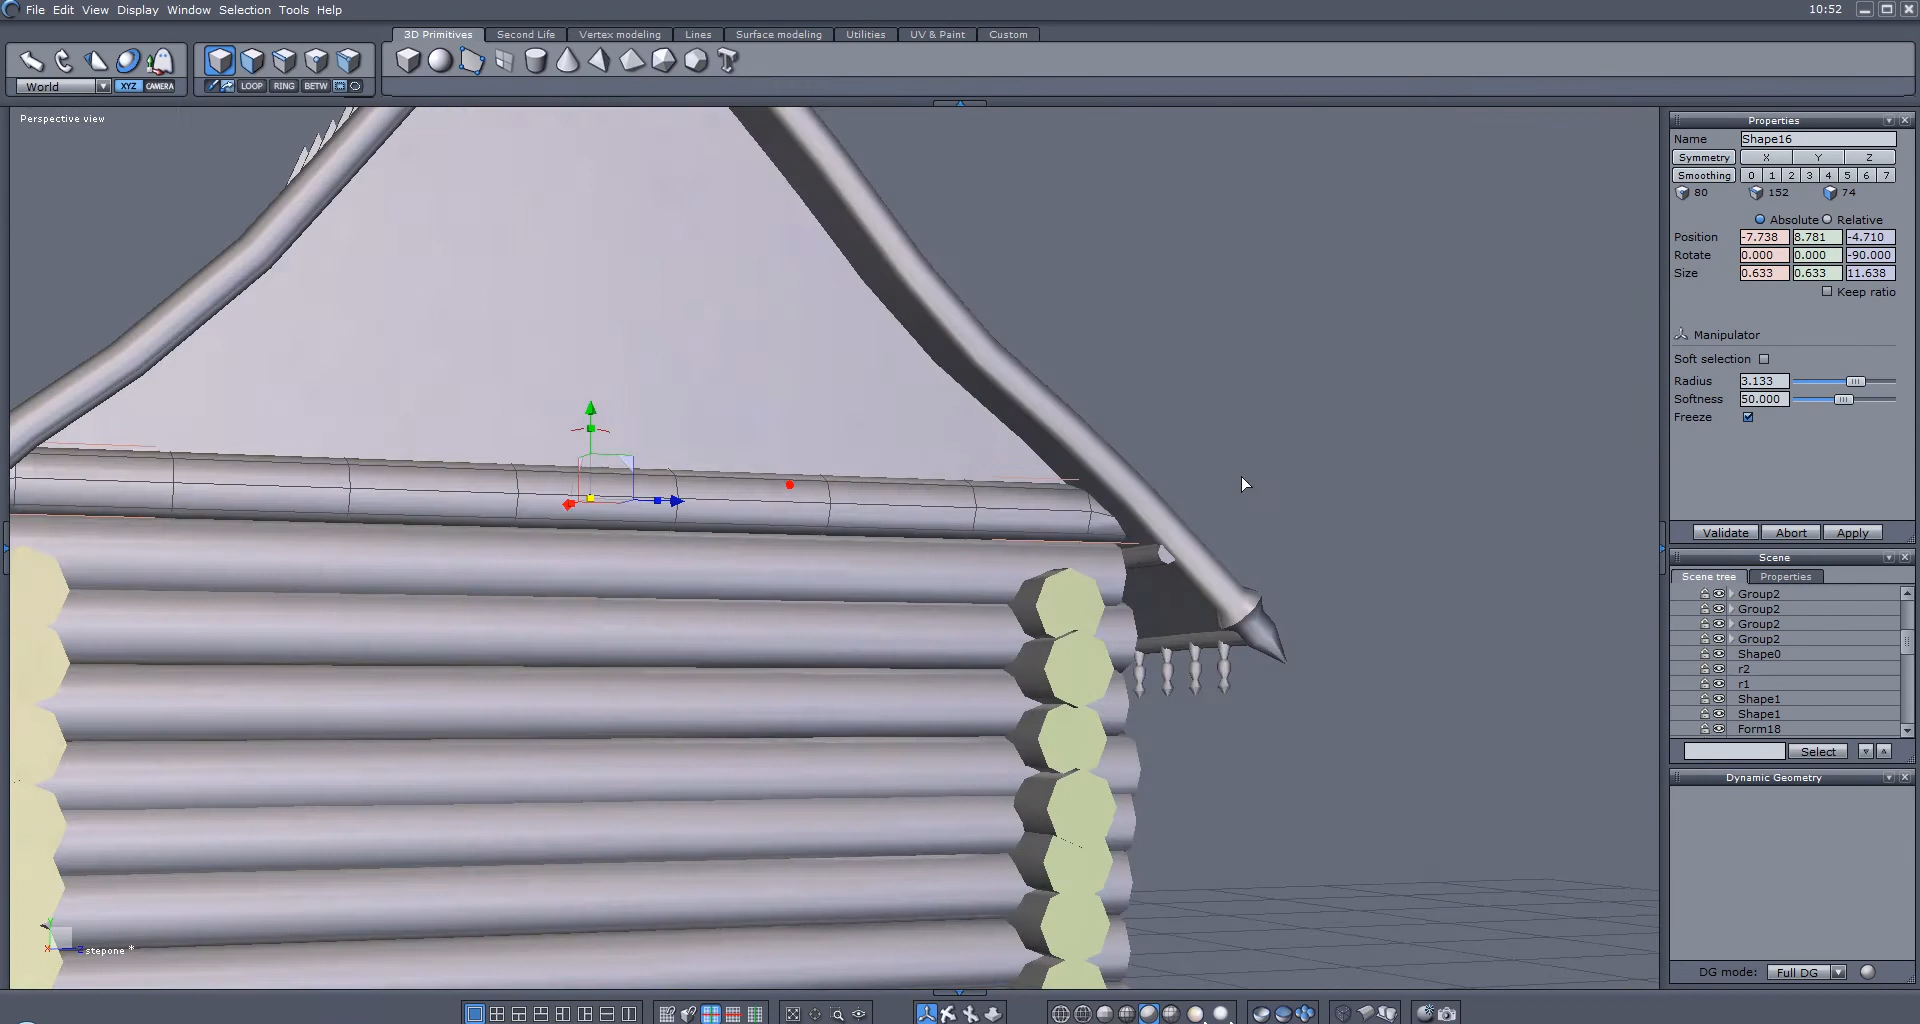 File Edit View Display Window Selection Tools Help 10:52
3D Primitives Second Life Vertex modeling Lines Surface modeling Utilities UV & Paint Custom
World XYZ CAMERA LOOP RING BETW
Perspective view
Properties
Name Shape16
Symmetry X Y Z
Smoothing 0 1 2 3 4 5 6 7
80 152 74
Absolute Relative
Position -7.738 8.781 -4.710
Rotate 0.000 0.000 -90.000
Size 0.633 0.633 11.638
Keep ratio
Manipulator
Soft selection
Radius 3.133
Softness 50.000
Freeze
Validate Abort Apply
Scene
Scene tree Properties
Group2
Group2
Group2
Group2
Shape0
r2
r1
Shape1
Shape1
Form18
Select
Dynamic Geometry
Y
X Z stepone *
DG mode: Full DG